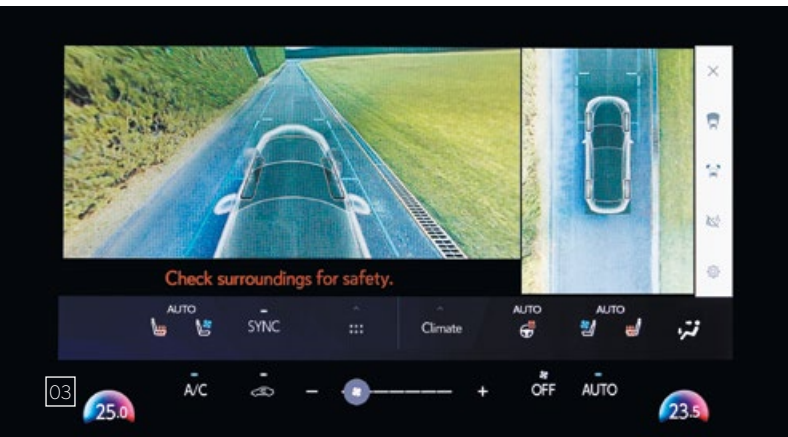 Check surroundings for safety.
AUTO
SYNC
Climate
AUTO
AUTO
03
25.0
A/C
- +
OFF
AUTO
23.5